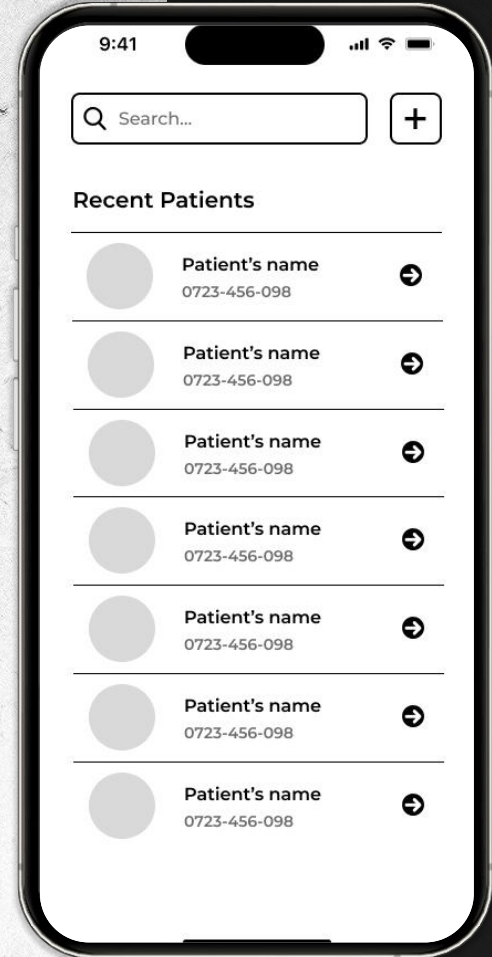 9:41
Search...
+
Recent Patients
Patient's name
0723-456-098
Patient's name
0723-456-098
Patient's name
0723-456-098
Patient's name
0723-456-098
Patient's name
0723-456-098
Patient's name
0723-456-098
Patient's name
0723-456-098